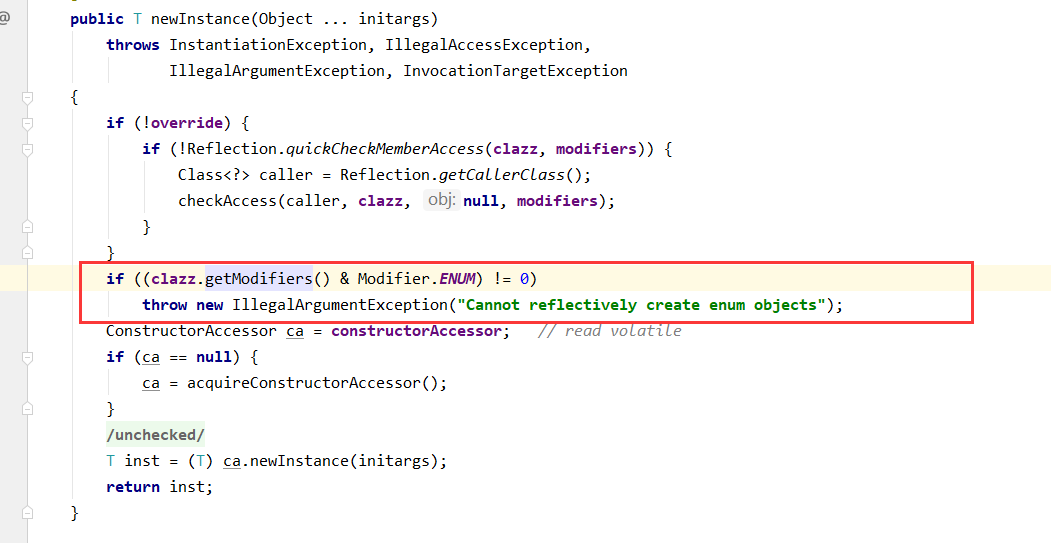 @
public T newInstance(Object ... initargs)
    throws InstantiationException, IllegalAccessException,
           IllegalArgumentException, InvocationTargetException
{
    if (!override) {
        if (!Reflection.quickCheckMemberAccess(clazz, modifiers)) {
            Class<?> caller = Reflection.getCallerClass();
            checkAccess(caller, clazz, obj: null, modifiers);
        }
    }
    if ((clazz.getModifiers() & Modifier.ENUM) != 0)
        throw new IllegalArgumentException("Cannot reflectively create enum objects");
    ConstructorAccessor ca = constructorAccessor;   // read volatile
    if (ca == null) {
        ca = acquireConstructorAccessor();
    }
    /unchecked/
    T inst = (T) ca.newInstance(initargs);
    return inst;
}